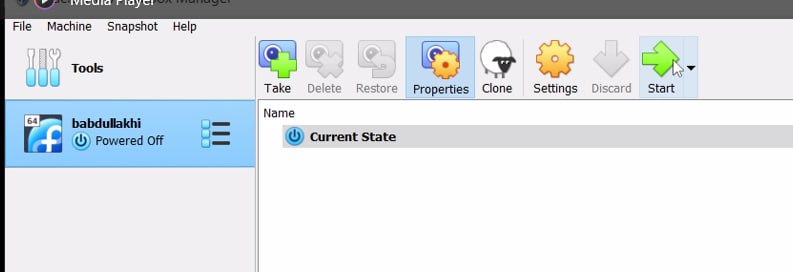 Media Player
Manager
File Machine Snapshot Help
Tools
Take Delete Restore Properties Clone Settings Discard Start
64
babdullakhi
Powered Off
Name
Current State